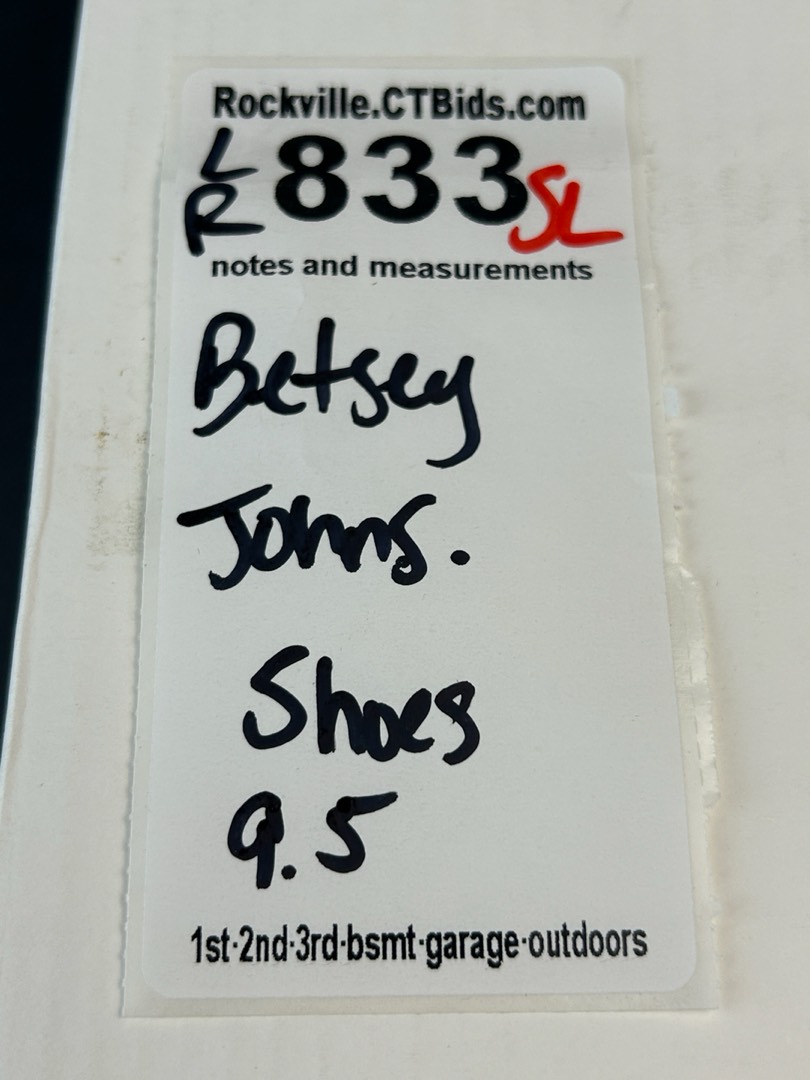 Rockville.CTBids.com
L
R 833 SL
notes and measurements
Betsey
Johns.
Shoes
9.5
1st·2nd·3rd·bsmt·garage·outdoors